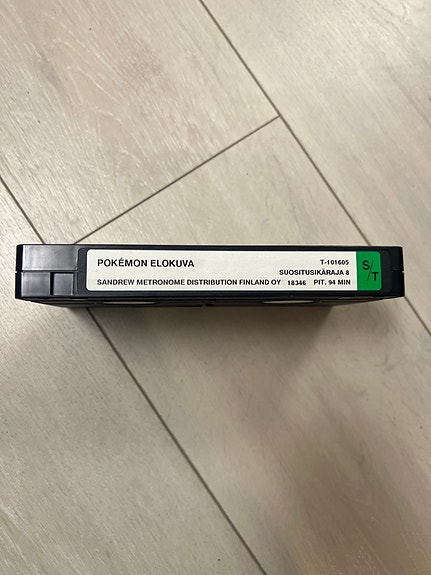 POKÉMON ELOKUVA T-101605
SUOSITUSIKÄRAJA 8
SANDREW METRONOME DISTRIBUTION FINLAND OY 18346 PIT. 94 MIN
S/T